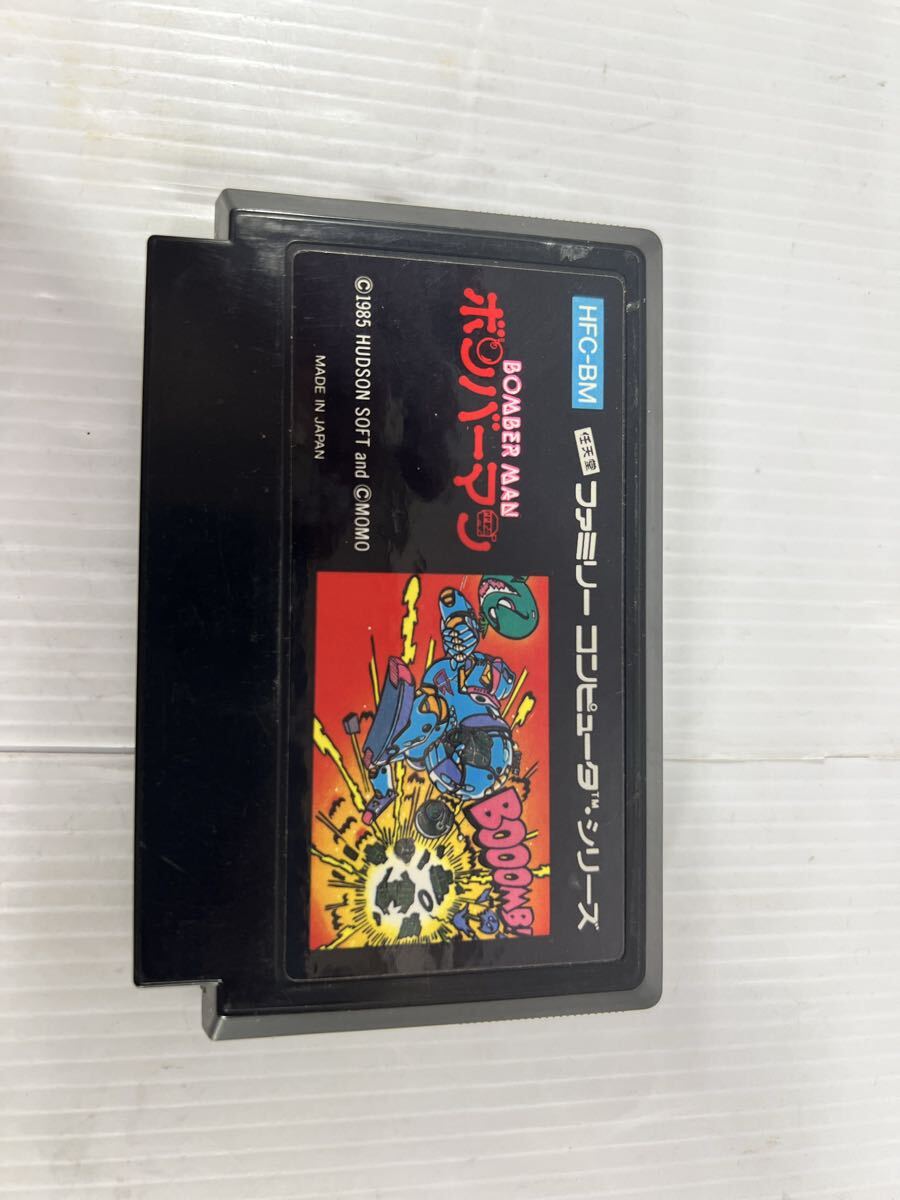 HFC-BM
任天堂 ファミリー コンピュータ™・シリーズ
BOMBER MAN
ボンバーマン
©1985 HUDSON SOFT and ©MOMO
MADE IN JAPAN
BOOOMB!